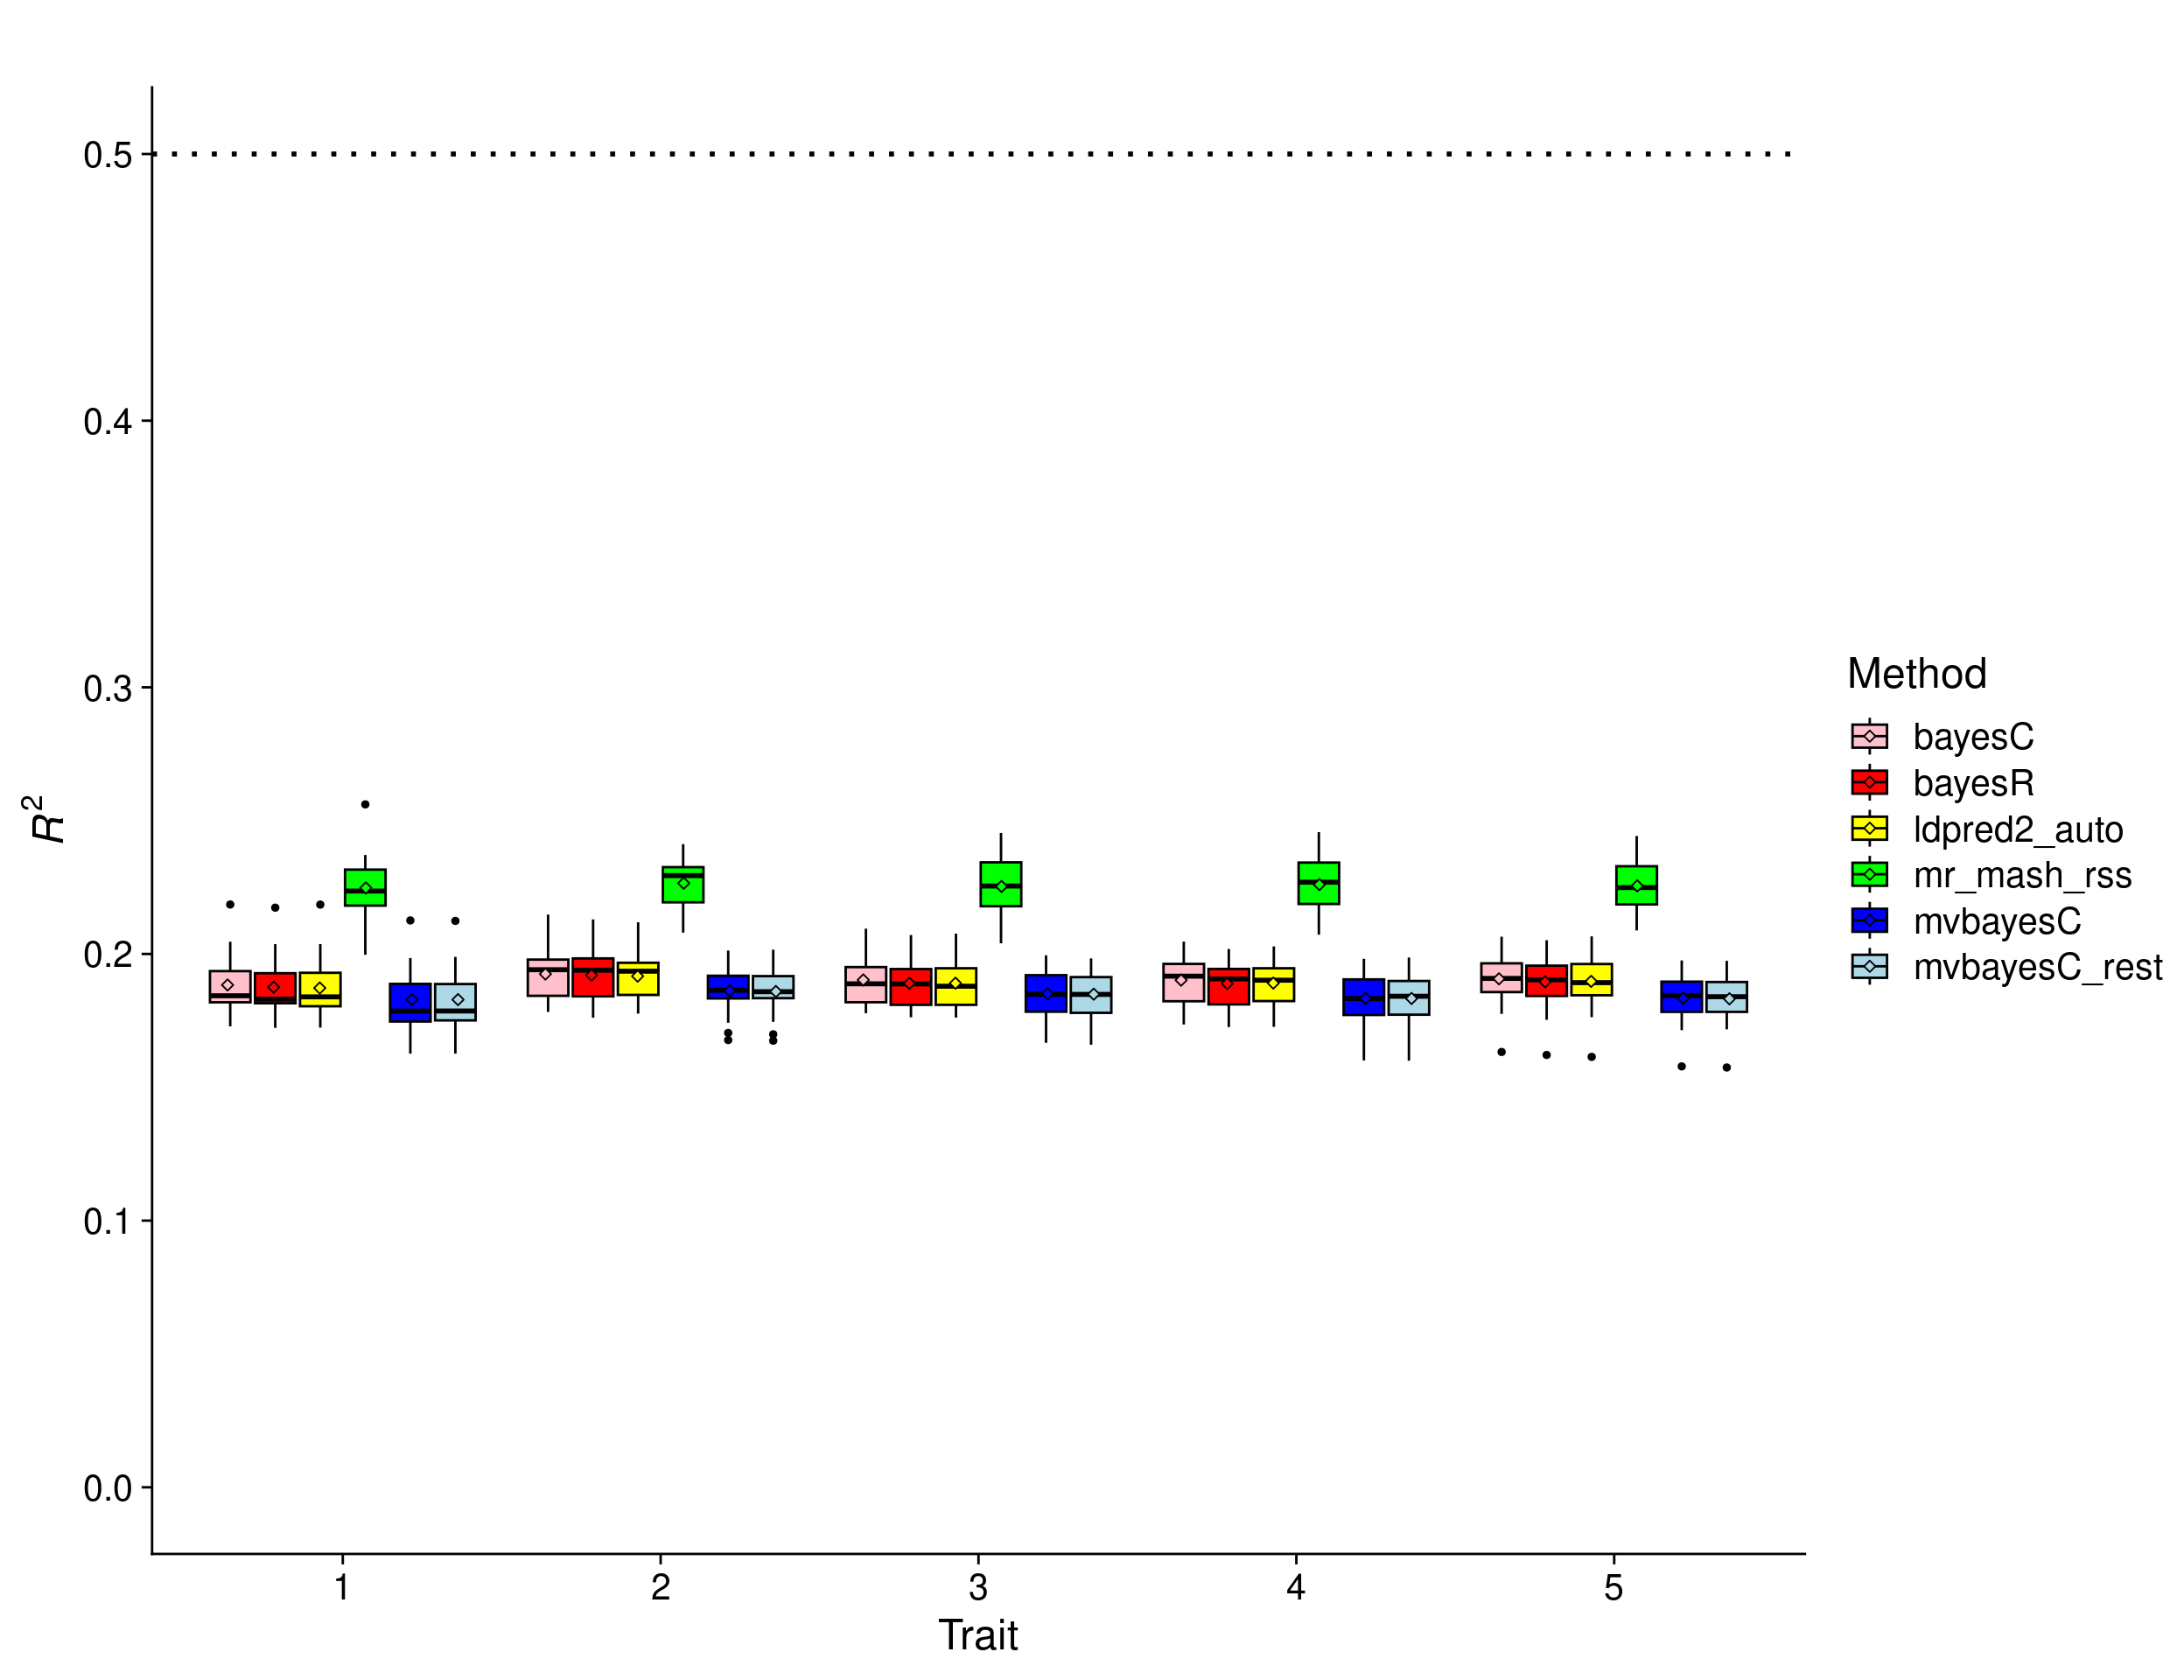 0.5
0.4
0.3
0.2
0.1
0.0
R²
1 2 3 4 5
Trait
Method
bayesC
bayesR
ldpred2_auto
mr_mash_rss
mvbayesC
mvbayesC_rest